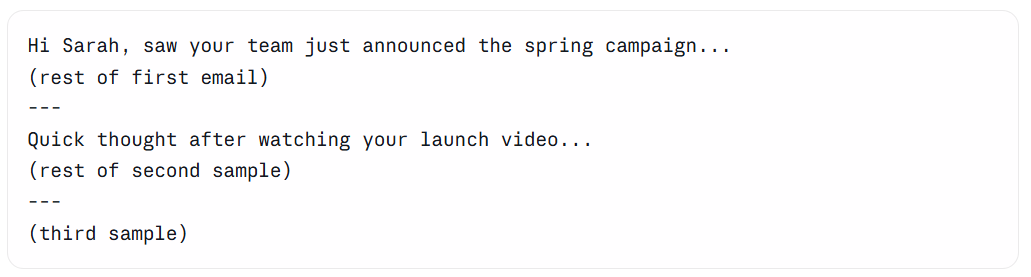 Hi Sarah, saw your team just announced the spring campaign...
(rest of first email)
---
Quick thought after watching your launch video...
(rest of second sample)
---
(third sample)